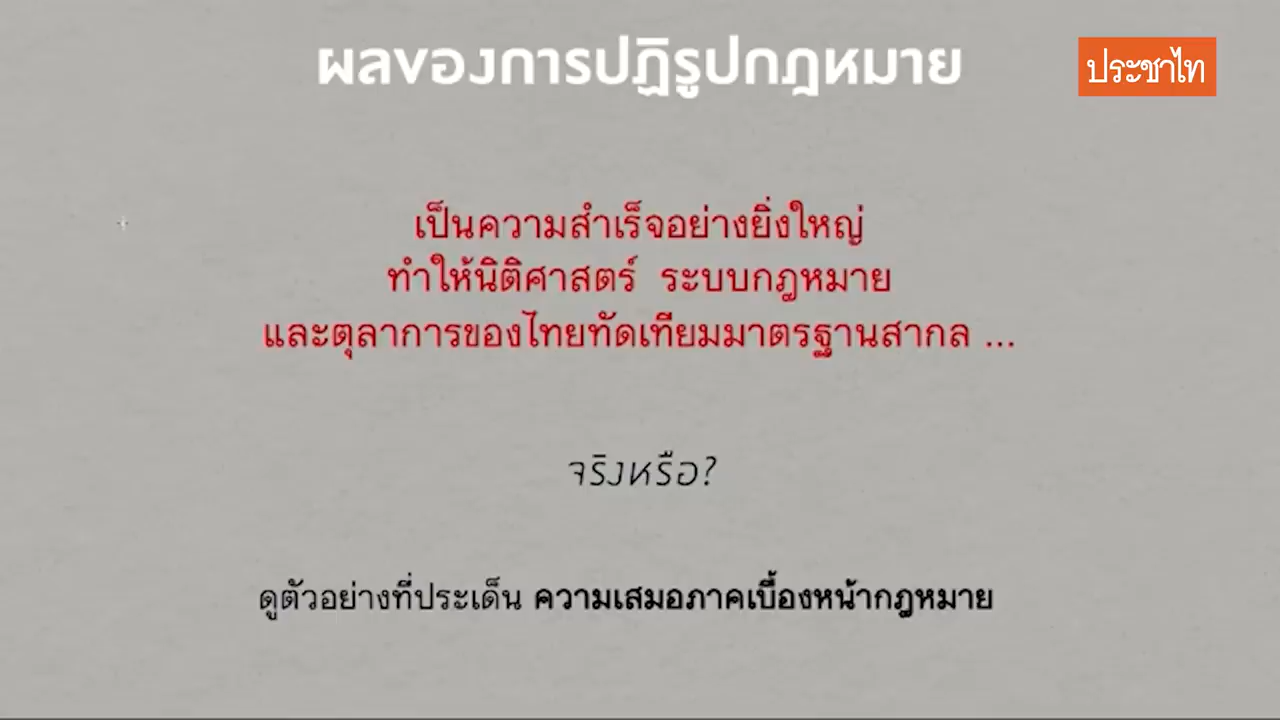 ผลของการปฏิรูปกฎหมาย
ประชาไท
เป็นความสำเร็จอย่างยิ่งใหญ่
ทำให้นิติศาสตร์ ระบบกฎหมาย
และตุลาการของไทยทัดเทียมมาตรฐานสากล ...
จริงหรือ?
ดูตัวอย่างที่ประเด็น ความเสมอภาคเบื้องหน้ากฎหมาย